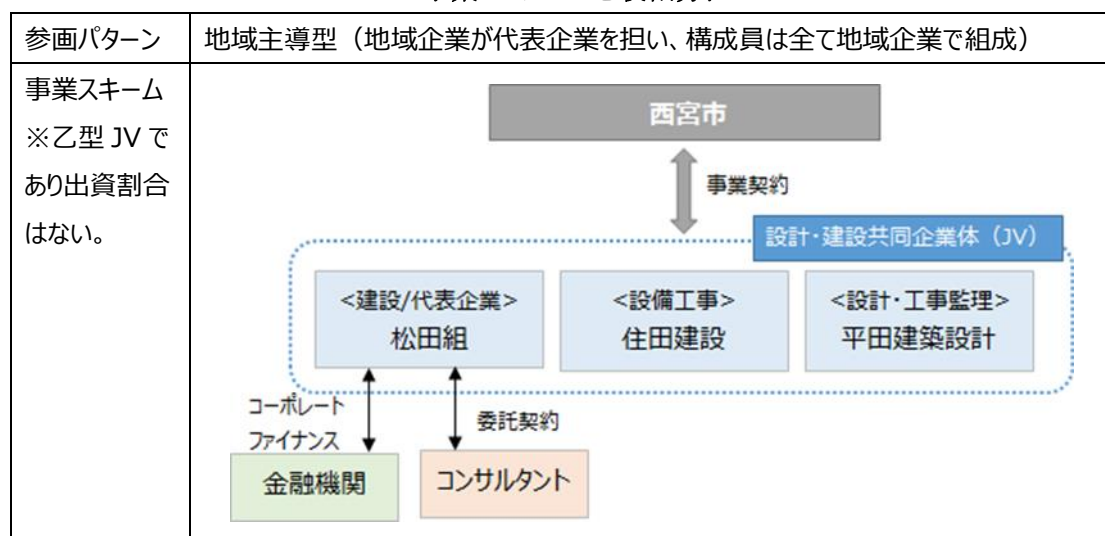 参画パターン
地域主導型（地域企業が代表企業を担い、構成員は全て地域企業で組成）
事業スキーム
※乙型 JV で
あり出資割合
はない。
西宮市
事業契約
設計・建設共同企業体（JV）
<建設/代表企業>
松田組
<設備工事>
住田建設
<設計・工事監理>
平田建築設計
コーポレート
ファイナンス
委託契約
金融機関
コンサルタント